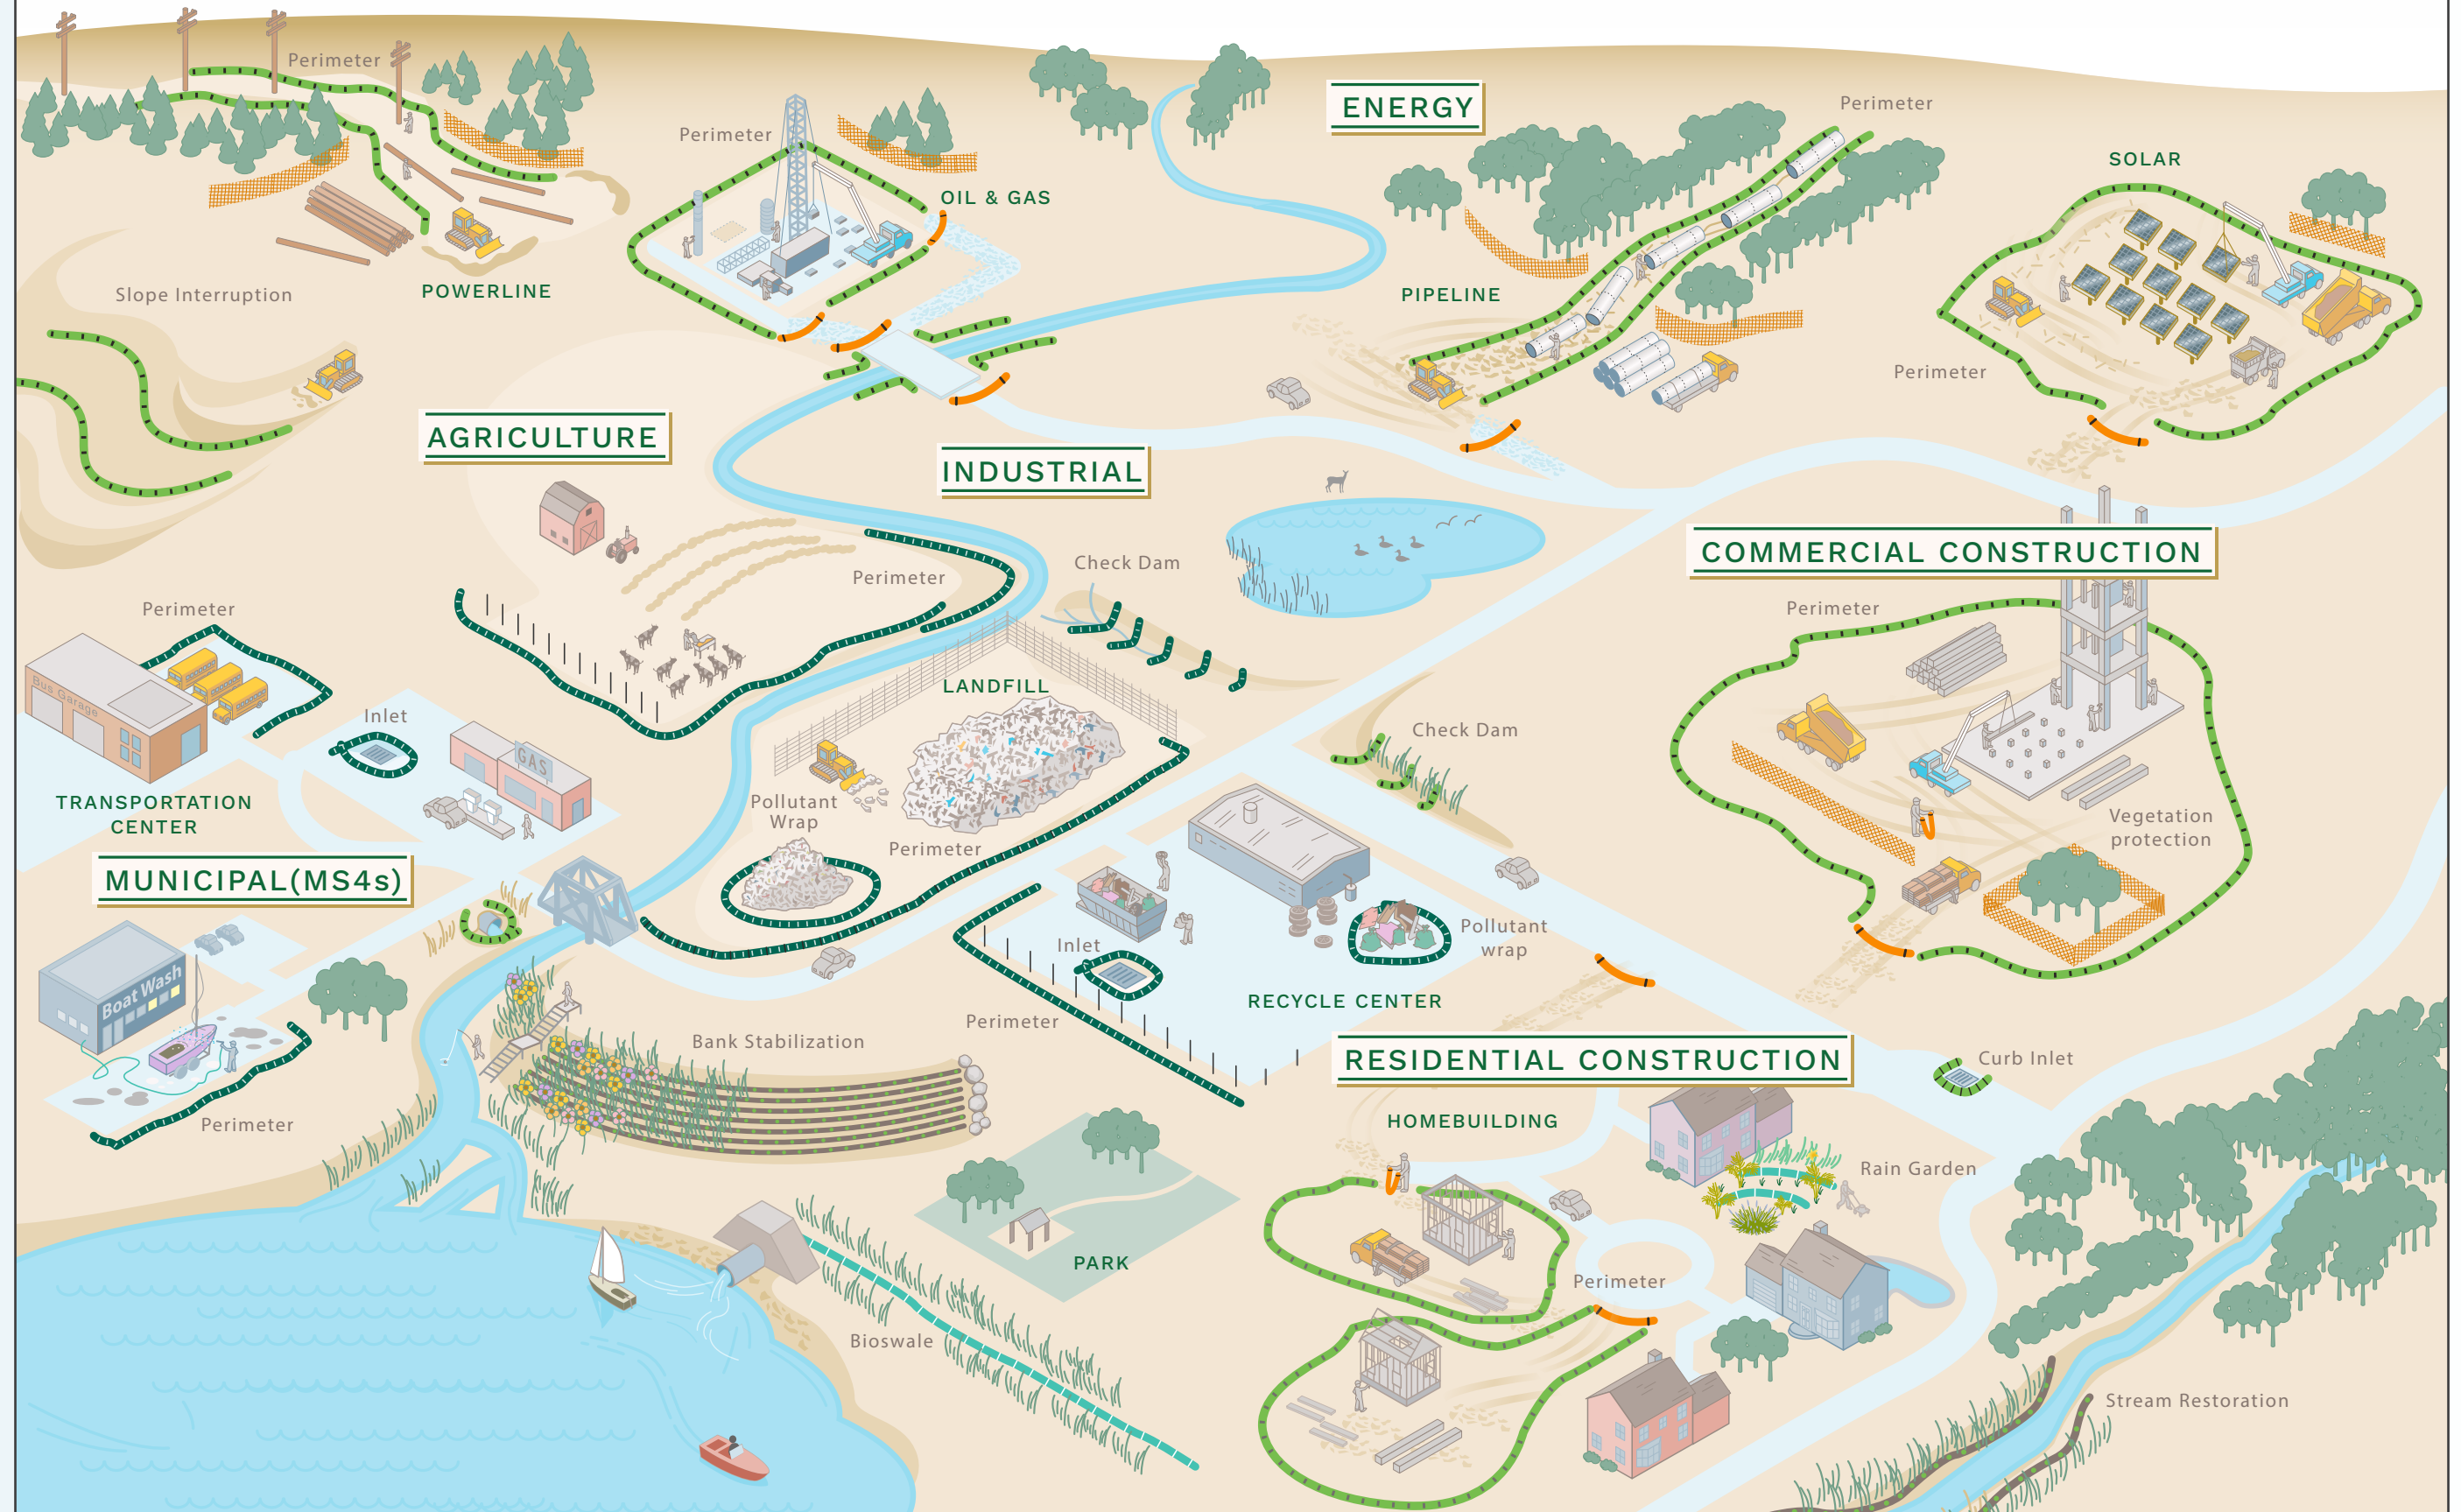 Perimeter
Perimeter
ENERGY
Perimeter
SOLAR
OIL & GAS
POWERLINE
Slope Interruption
PIPELINE
Perimeter
AGRICULTURE
INDUSTRIAL
COMMERCIAL CONSTRUCTION
Check Dam
Perimeter
Perimeter
Perimeter
Bus Garage
LANDFILL
Inlet
Check Dam
GAS
TRANSPORTATION
CENTER
Pollutant
Wrap
Perimeter
Vegetation
protection
MUNICIPAL(MS4s)
Pollutant
wrap
Inlet
Boat Wash
RECYCLE CENTER
Perimeter
Bank Stabilization
RESIDENTIAL CONSTRUCTION
Curb Inlet
Perimeter
HOMEBUILDING
Rain Garden
PARK
Perimeter
Bioswale
Stream Restoration